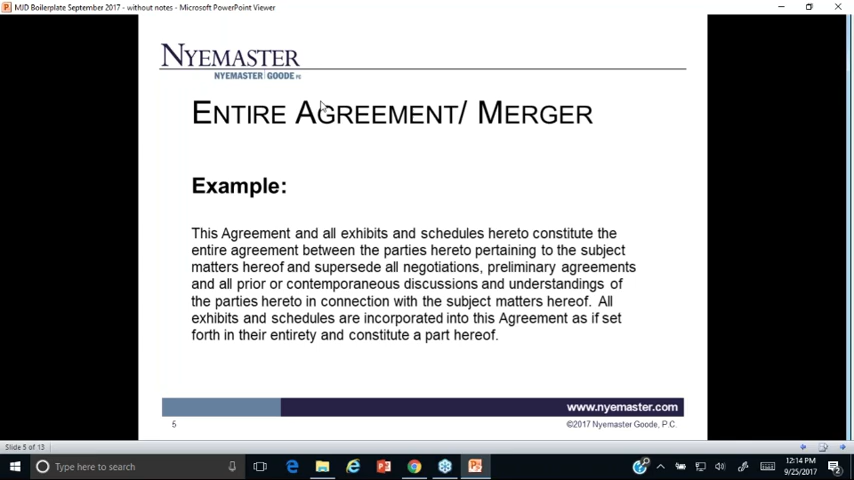 MJD Boilerplate September 2017 - without notes - Microsoft PowerPoint Viewer
NYEMASTER
NYEMASTER | GOODE PC
ENTIRE AGREEMENT/ MERGER
Example:
This Agreement and all exhibits and schedules hereto constitute the
entire agreement between the parties hereto pertaining to the subject
matters hereof and supersede all negotiations, preliminary agreements
and all prior or contemporaneous discussions and understandings of
the parties hereto in connection with the subject matters hereof. All
exhibits and schedules are incorporated into this Agreement as if set
forth in their entirety and constitute a part hereof.
www.nyemaster.com
5
©2017 Nyemaster Goode, P.C.
Slide 5 of 13
Type here to search
12:14 PM
9/25/2017
2